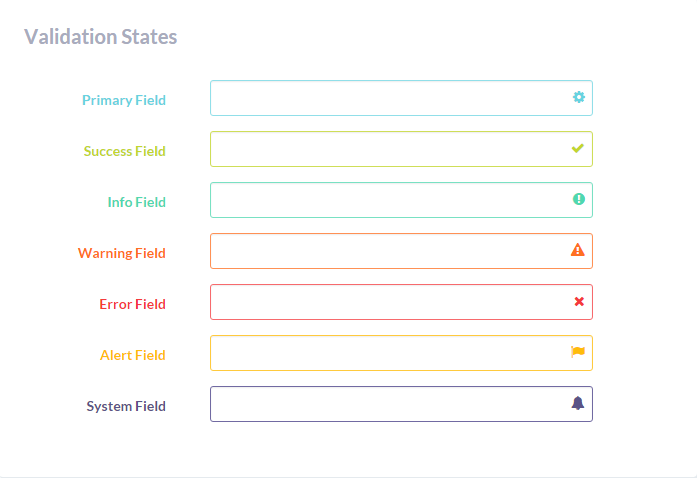 Validation States
Primary Field
Success Field
Info Field
Warning Field
Error Field
Alert Field
System Field